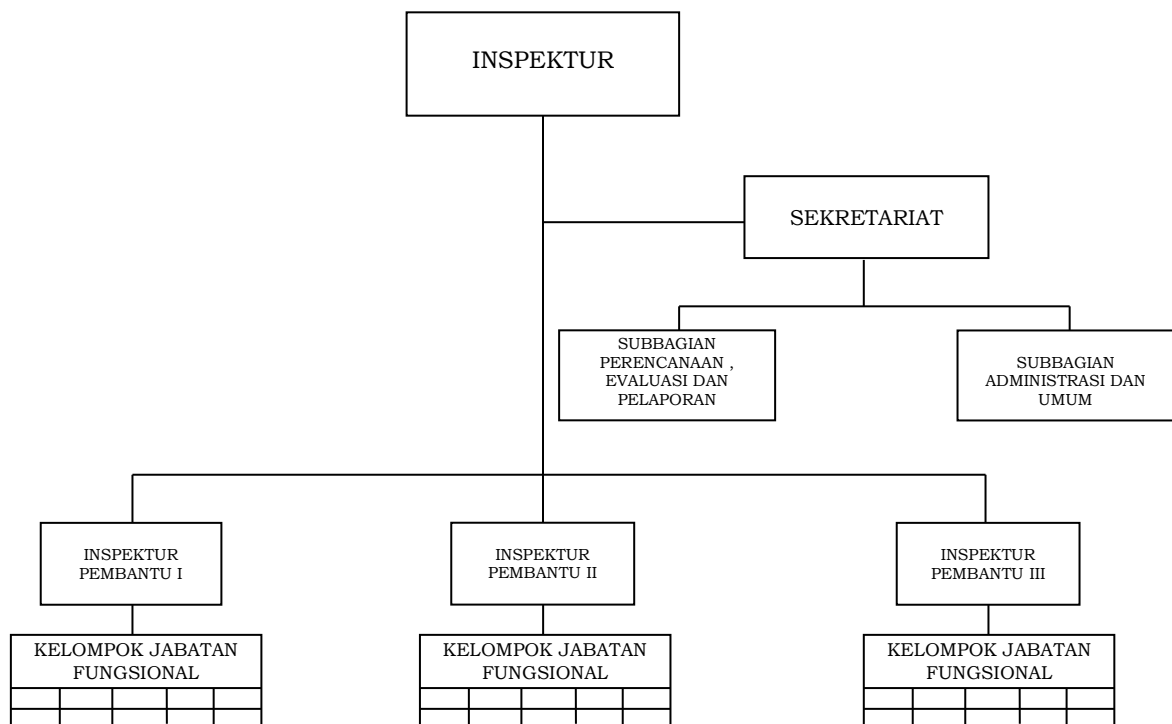 INSPEKTUR
SEKRETARIAT
SUBBAGIAN
PERENCANAAN ,
EVALUASI DAN
PELAPORAN
SUBBAGIAN
ADMINISTRASI DAN
UMUM
INSPEKTUR
PEMBANTU I
INSPEKTUR
PEMBANTU II
INSPEKTUR
PEMBANTU III
KELOMPOK JABATAN
FUNGSIONAL
KELOMPOK JABATAN
FUNGSIONAL
KELOMPOK JABATAN
FUNGSIONAL